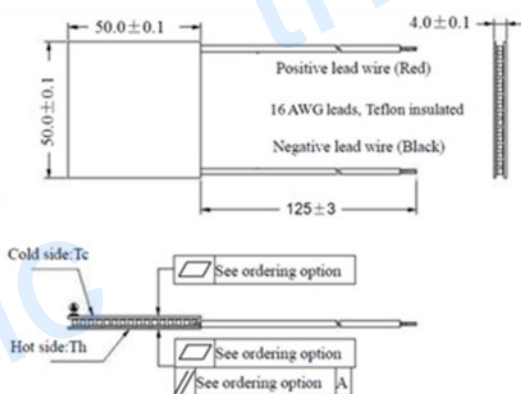 50.0±0.1
4.0±0.1
50.0±0.1
Positive lead wire (Red)
16 AWG leads, Teflon insulated
Negative lead wire (Black)
125±3
Cold side:Tc
See ordering option
Hot side:Th
See ordering option
See ordering option A